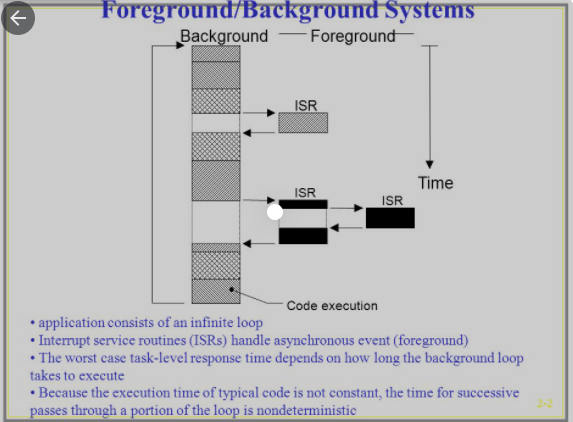 Foreground/Background Systems
Background Foreground
ISR
Time
ISR
ISR
Code execution
• application consists of an infinite loop
• Interrupt service routines (ISRs) handle asynchronous event (foreground)
• The worst case task-level response time depends on how long the background loop
takes to execute
• Because the execution time of typical code is not constant, the time for successive
passes through a portion of the loop is nondeterministic
2-2